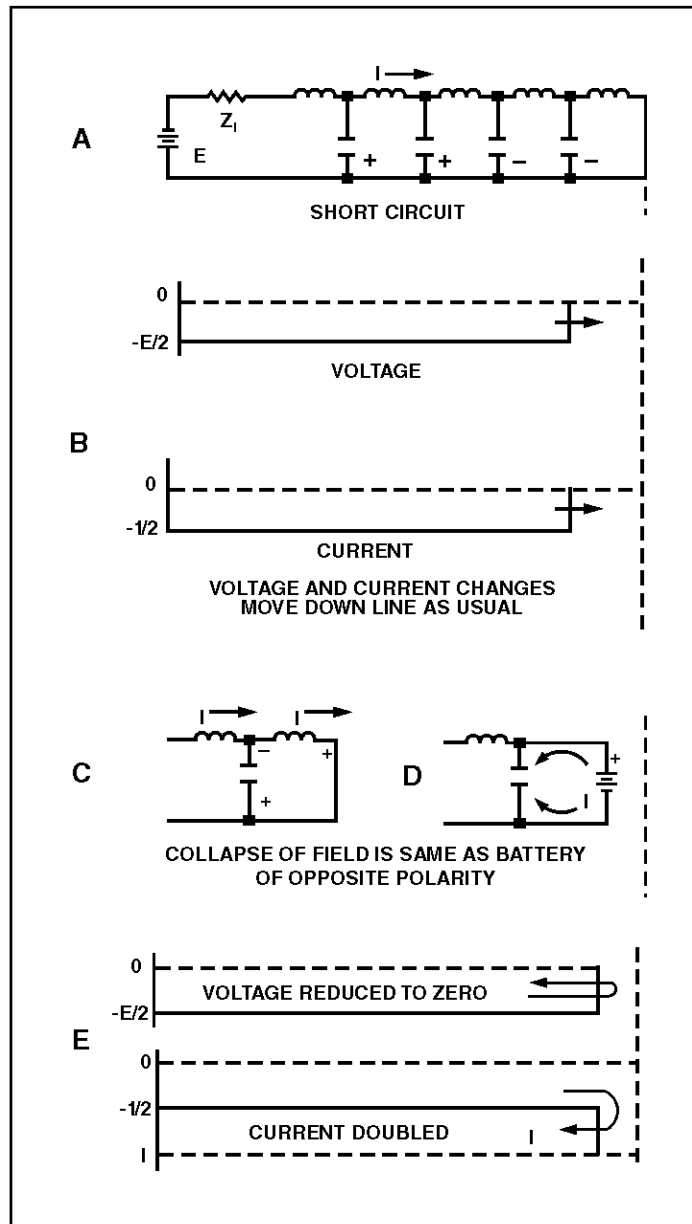 I
A
Z₁
E
+ + − −
SHORT CIRCUIT
0
-E/2
VOLTAGE
B
0
-1/2
CURRENT
VOLTAGE AND CURRENT CHANGES
MOVE DOWN LINE AS USUAL
I I
C
− +
+
D
+
I
COLLAPSE OF FIELD IS SAME AS BATTERY
OF OPPOSITE POLARITY
0
VOLTAGE REDUCED TO ZERO
-E/2
E
0
-1/2
CURRENT DOUBLED I
I